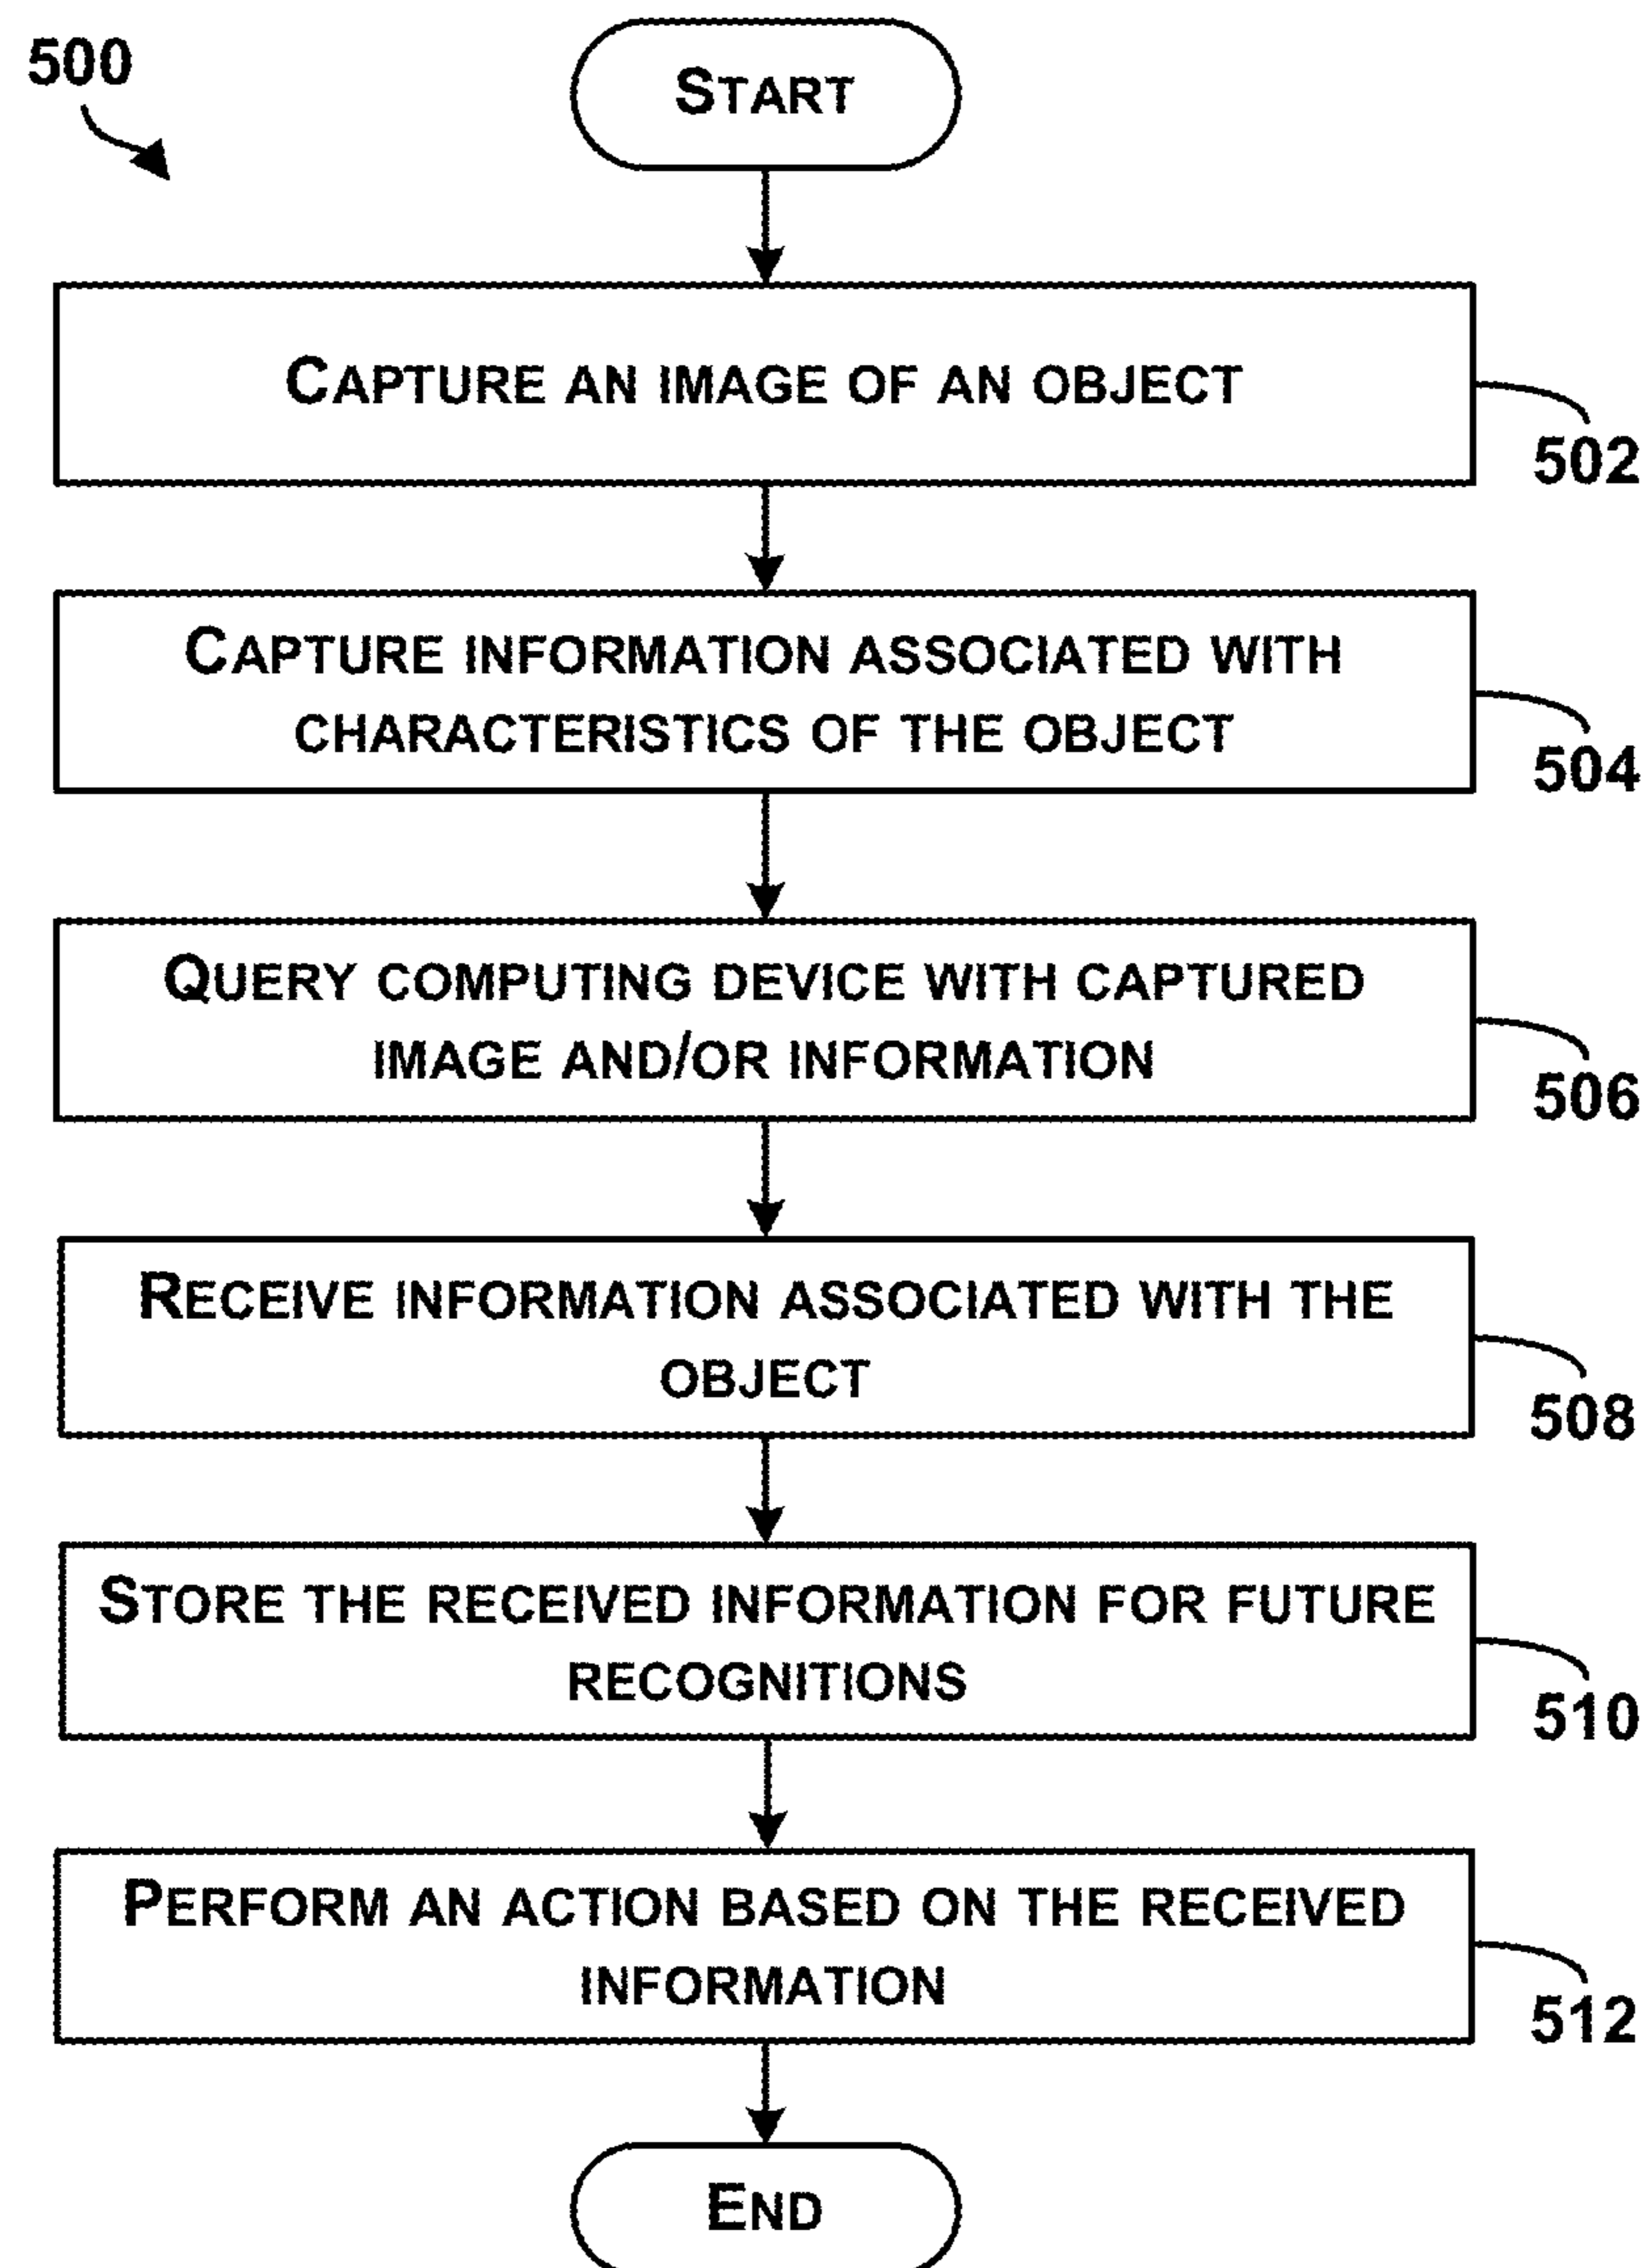 500
START
CAPTURE AN IMAGE OF AN OBJECT
502
CAPTURE INFORMATION ASSOCIATED WITH
CHARACTERISTICS OF THE OBJECT
504
QUERY COMPUTING DEVICE WITH CAPTURED
IMAGE AND/OR INFORMATION
506
RECEIVE INFORMATION ASSOCIATED WITH THE
OBJECT
508
STORE THE RECEIVED INFORMATION FOR FUTURE
RECOGNITIONS
510
PERFORM AN ACTION BASED ON THE RECEIVED
INFORMATION
512
END